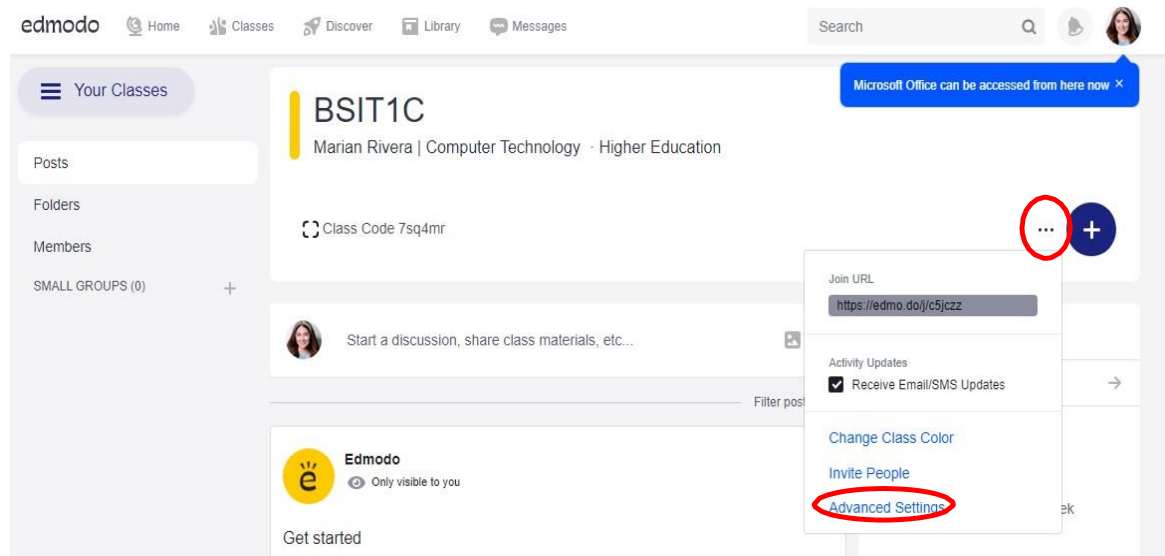 edmodo Home Classes Discover Library Messages Search
Microsoft Office can be accessed from here now ×
Your Classes
BSIT1C
Marian Rivera | Computer Technology · Higher Education
Posts
Folders
Class Code 7sq4mr
Members
SMALL GROUPS (0)
Join URL
https://edmo.do/j/c5jczz
Start a discussion, share class materials, etc...
Activity Updates
Receive Email/SMS Updates
Filter post
Change Class Color
Edmodo
Only visible to you
Invite People
Advanced Settings
ek
Get started